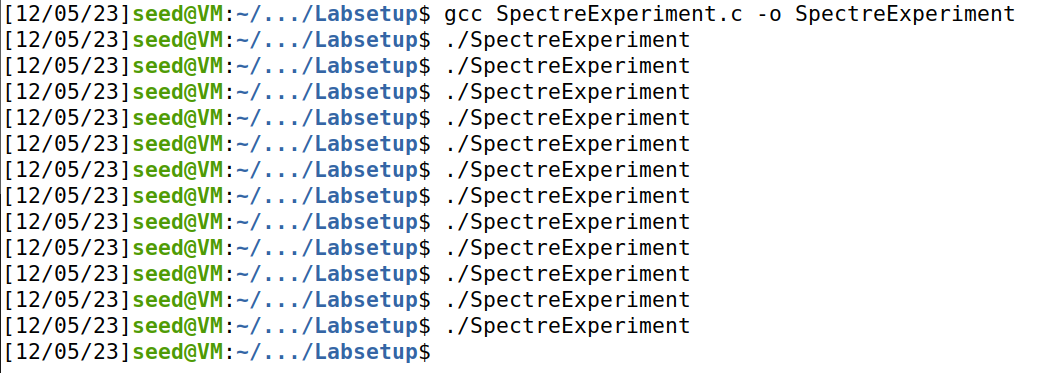 [12/05/23]seed@VM:~/.../Labsetup$ gcc SpectreExperiment.c -o SpectreExperiment
[12/05/23]seed@VM:~/.../Labsetup$ ./SpectreExperiment
[12/05/23]seed@VM:~/.../Labsetup$ ./SpectreExperiment
[12/05/23]seed@VM:~/.../Labsetup$ ./SpectreExperiment
[12/05/23]seed@VM:~/.../Labsetup$ ./SpectreExperiment
[12/05/23]seed@VM:~/.../Labsetup$ ./SpectreExperiment
[12/05/23]seed@VM:~/.../Labsetup$ ./SpectreExperiment
[12/05/23]seed@VM:~/.../Labsetup$ ./SpectreExperiment
[12/05/23]seed@VM:~/.../Labsetup$ ./SpectreExperiment
[12/05/23]seed@VM:~/.../Labsetup$ ./SpectreExperiment
[12/05/23]seed@VM:~/.../Labsetup$ ./SpectreExperiment
[12/05/23]seed@VM:~/.../Labsetup$ ./SpectreExperiment
[12/05/23]seed@VM:~/.../Labsetup$ ./SpectreExperiment
[12/05/23]seed@VM:~/.../Labsetup$